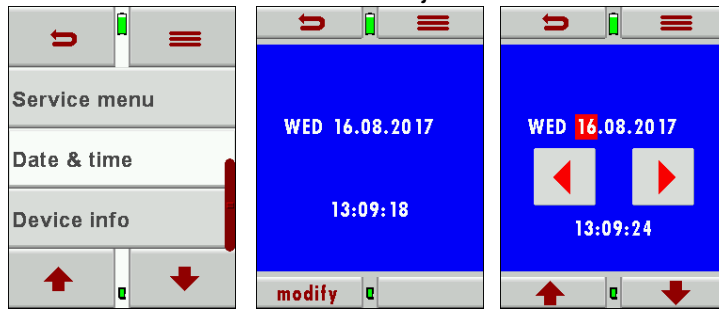 Service menu
Date & time
Device info
WED 16.08.2017
13:09:18
modify
WED 16.08.2017
13:09:24